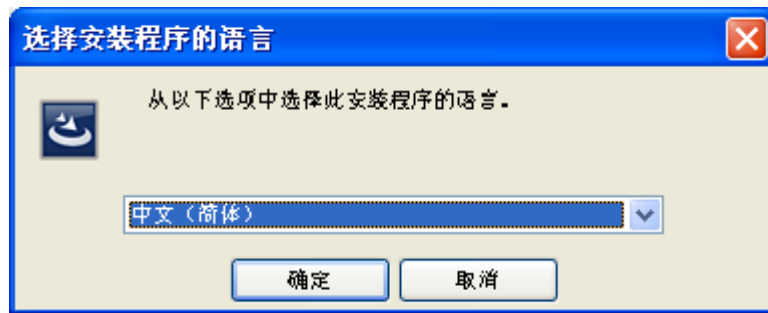 选择安装程序的语言
从以下选项中选择此安装程序的语言。
中文（简体）
确定
取消